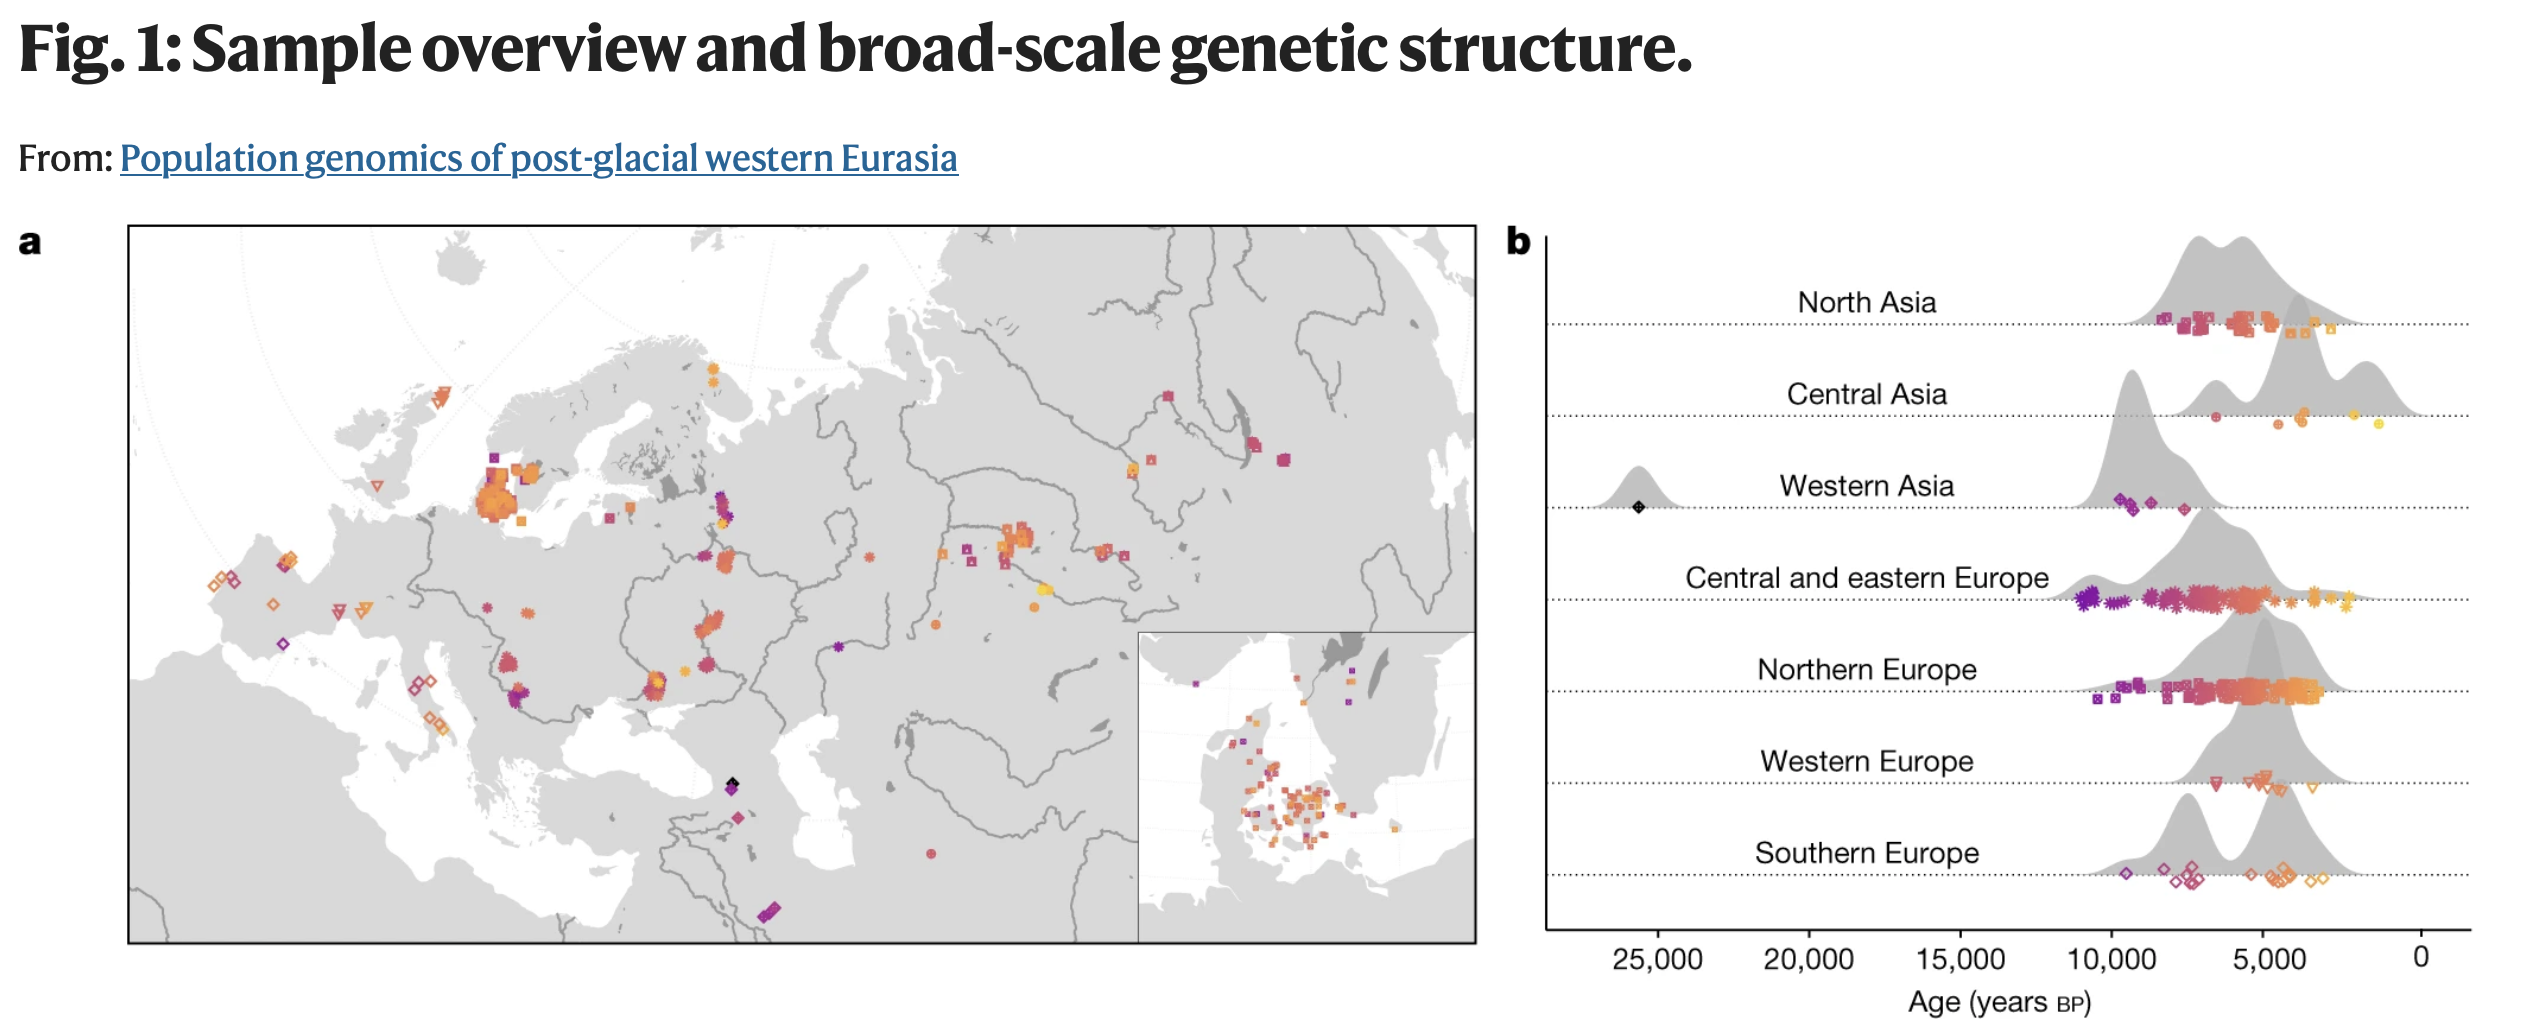 Fig. 1: Sample overview and broad-scale genetic structure.
From: Population genomics of post-glacial western Eurasia
a
b
North Asia
Central Asia
Western Asia
Central and eastern Europe
Northern Europe
Western Europe
Southern Europe
25,000 20,000 15,000 10,000 5,000 0
Age (years BP)